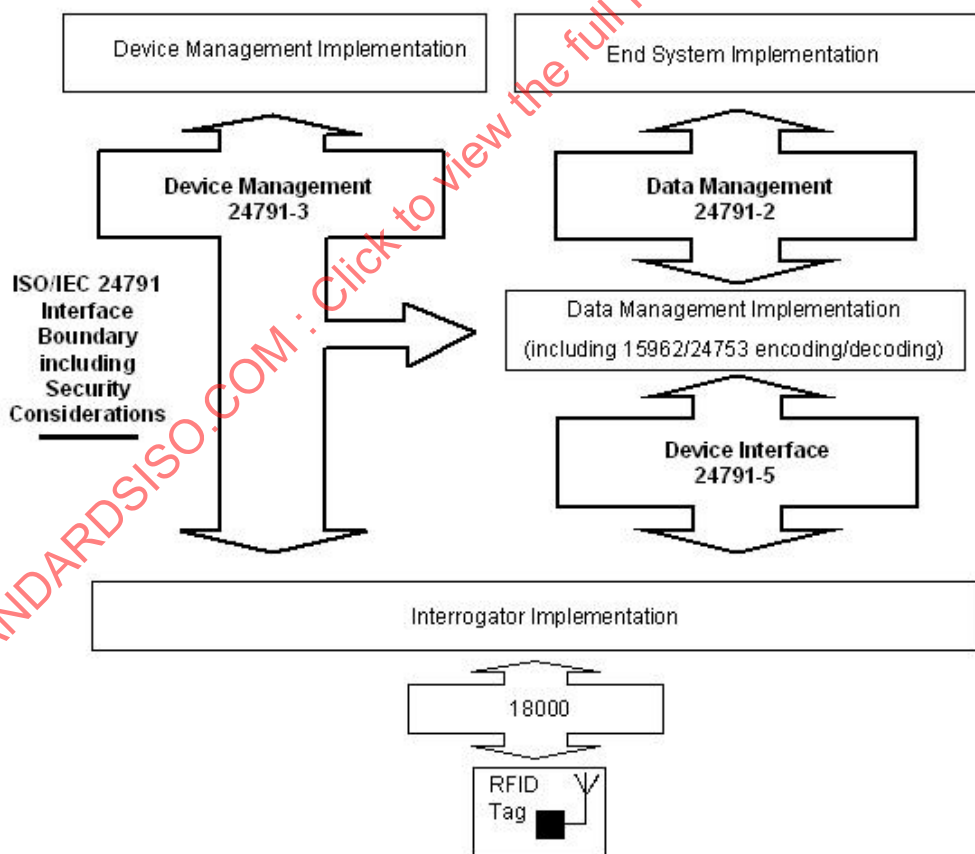 Device Management Implementation
End System Implementation
Device Management
24791-3
Data Management
24791-2
ISO/IEC 24791
Interface
Boundary
including
Security
Considerations
Data Management Implementation
(including 15962/24753 encoding/decoding)
Device Interface
24791-5
Interrogator Implementation
18000
RFID
Tag
ANDARDSISO.COM : Click to view the full